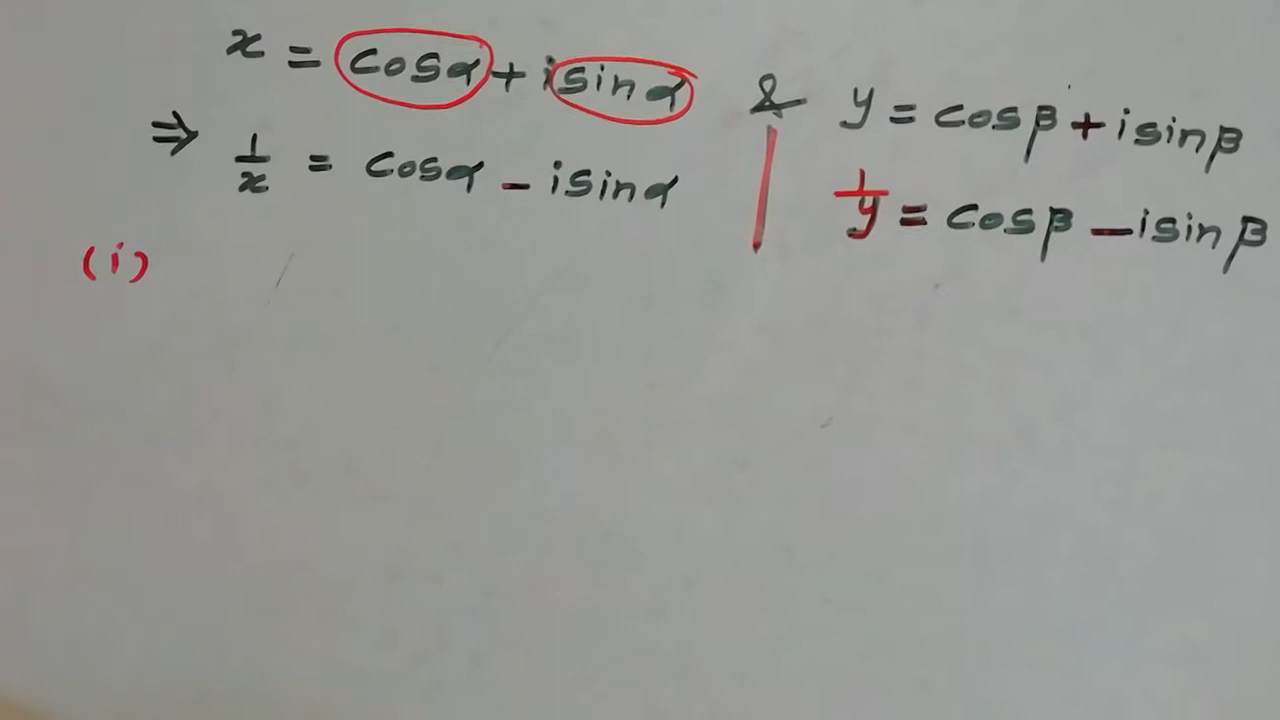 x = cosα + isinα & y = cosβ + isinβ
⇒ 1/x = cosα - isinα | 1/y = cosβ - isinβ
(i)